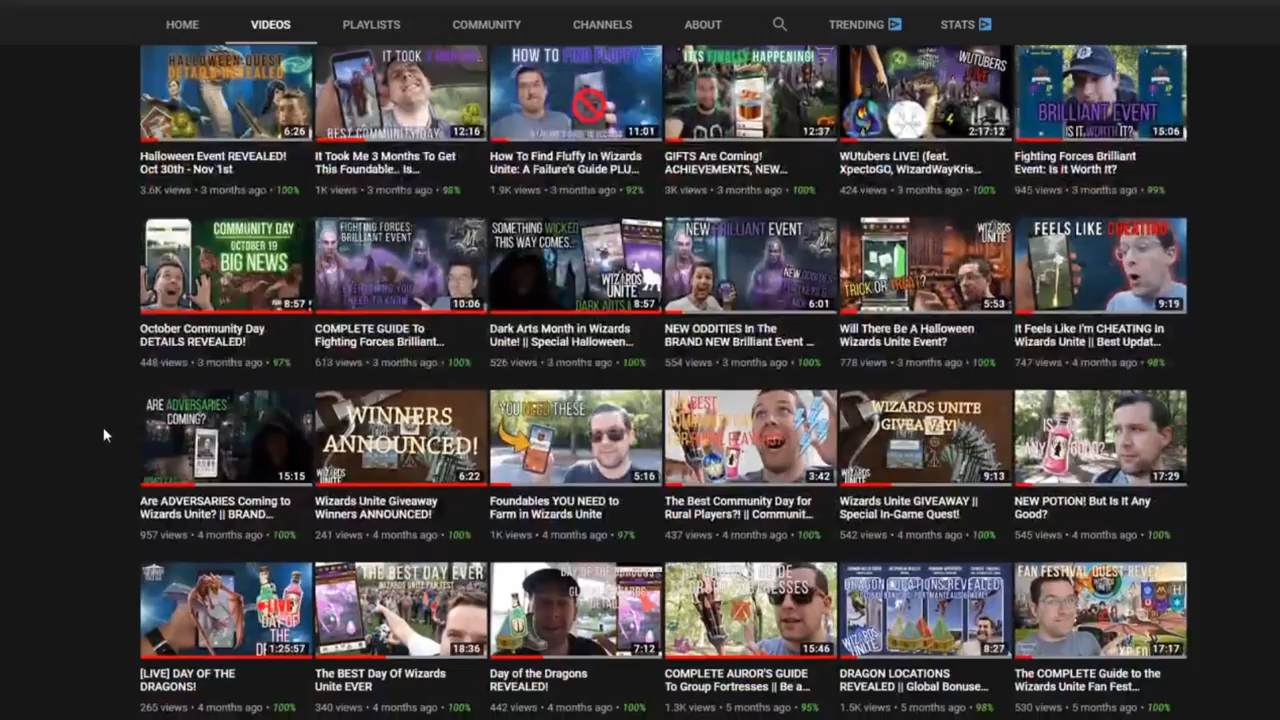 HOME VIDEOS PLAYLISTS COMMUNITY CHANNELS ABOUT TRENDING STATS
HALLOWEEN QUEST
DETAILS REVEALED
6:26
IT TOOK
BEST COMMUNITY DAY
12:16
HOW TO FIND FLUFFY
11:01
IT'S FINALLY HAPPENING!
12:37
WUTUBERS
LIVE
2:17:12
BRILLIANT EVENT
IS IT WORTH IT?
15:06
Halloween Event REVEALED!
Oct 30th - Nov 1st
3.6K views • 3 months ago • 100%
It Took Me 3 Months To Get
This Foundable.. Is...
1K views • 3 months ago • 98%
How To Find Fluffy In Wizards
Unite: A Failure's Guide PLU...
1.9K views • 3 months ago • 92%
GIFTS Are Coming!
ACHIEVEMENTS, NEW...
3K views • 3 months ago • 100%
WUtubers LIVE! (feat.
XpectoGO, WizardWayKris...
424 views • 3 months ago • 100%
Fighting Forces Brilliant
Event: Is it Worth It?
945 views • 3 months ago • 99%
COMMUNITY DAY
OCTOBER 19
BIG NEWS
8:57
FIGHTING FORCES:
BRILLIANT EVENT
EVERYTHING YOU
NEED TO KNOW
10:06
SOMETHING WICKED
THIS WAY COMES..
WIZARDS
UNITE
DARK ARTS
8:57
NEW BRILLIANT EVENT
NEW ODDITIES
6:01
WIZARDS
UNITE
TRICK OR TREAT?
5:53
FEELS LIKE CHEATING
9:19
October Community Day
DETAILS REVEALED!
448 views • 3 months ago • 97%
COMPLETE GUIDE To
Fighting Forces Brilliant...
613 views • 3 months ago • 100%
Dark Arts Month in Wizards
Unite! || Special Halloween...
526 views • 3 months ago • 100%
NEW ODDITIES In The
BRAND NEW Brilliant Event ...
554 views • 3 months ago • 100%
Will There Be A Halloween
Wizards Unite Event?
778 views • 3 months ago • 100%
It Feels Like I'm CHEATING In
Wizards Unite || Best Updat...
747 views • 4 months ago • 98%
ARE ADVERSARIES
COMING?
15:15
WINNERS
ANNOUNCED!
WIZARDS
UNITE
6:22
YOU NEED THESE
5:16
BEST
3:42
WIZARDS UNITE
GIVEAWAY!
WIZARDS
UNITE
9:13
IS
ANY GOOD?
17:29
Are ADVERSARIES Coming to
Wizards Unite? || BRAND...
957 views • 4 months ago • 100%
Wizards Unite Giveaway
Winners ANNOUNCED!
241 views • 4 months ago • 100%
Foundables YOU NEED to
Farm in Wizards Unite
1K views • 4 months ago • 97%
The Best Community Day for
Rural Players?! || Communit...
437 views • 4 months ago • 100%
Wizards Unite GIVEAWAY ||
Special In-Game Quest!
542 views • 4 months ago • 100%
NEW POTION! But Is It Any
Good?
545 views • 4 months ago • 100%
LIVE
DAY OF
THE
1:25:57
THE BEST DAY EVER
WIZARDS UNITE FAN FEST
18:36
DAY OF THE DRAGONS
7:12
15:46
DRAGON LOCATIONS REVEALED
WIZARDS
UNITE
8:27
FAN FESTIVAL QUEST REVEALED
17:17
[LIVE] DAY OF THE
DRAGONS!
265 views • 4 months ago • 100%
The BEST Day Of Wizards
Unite EVER
340 views • 4 months ago • 100%
Day of the Dragons
REVEALED!
442 views • 4 months ago • 100%
COMPLETE AUROR'S GUIDE
To Group Fortresses || Be a...
1.3K views • 5 months ago • 95%
DRAGON LOCATIONS
REVEALED || Global Bonuse...
1.5K views • 5 months ago • 98%
The COMPLETE Guide to the
Wizards Unite Fan Fest...
530 views • 5 months ago • 100%